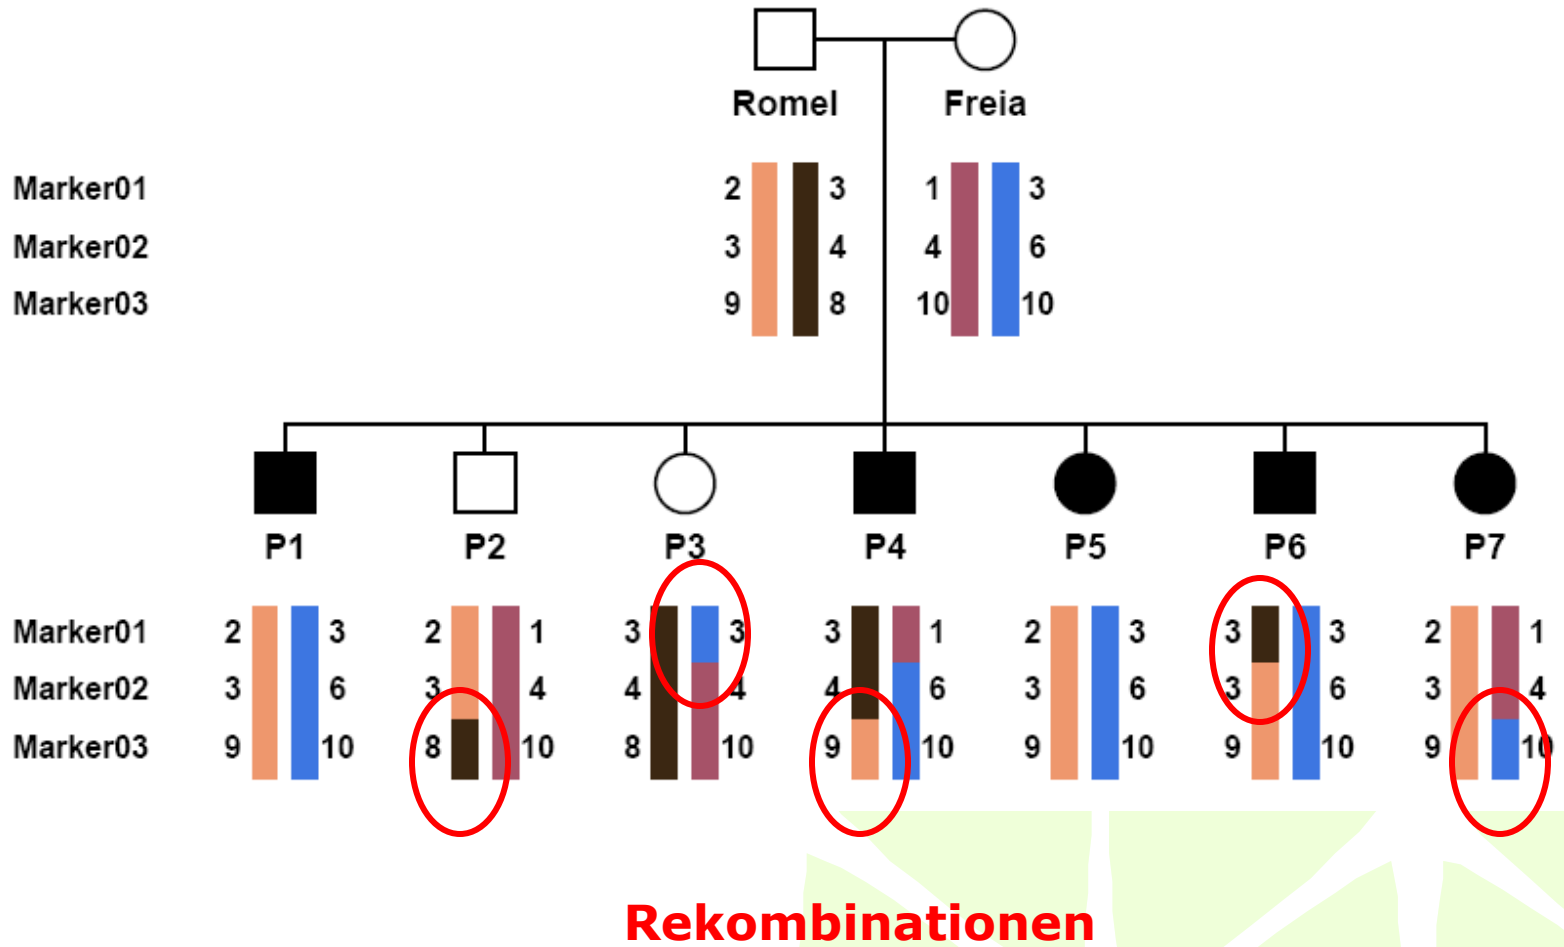 Romel Freia
Marker01 2 3 1 3
Marker02 3 4 4 6
Marker03 9 8 10 10
P1 P2 P3 P4 P5 P6 P7
Marker01 2 3 2 1 3 3 3 1 2 3 3 3 2 1
Marker02 3 6 3 4 4 4 4 6 3 6 3 6 3 4
Marker03 9 10 8 10 8 10 9 10 9 10 9 10 9 10
Rekombinationen